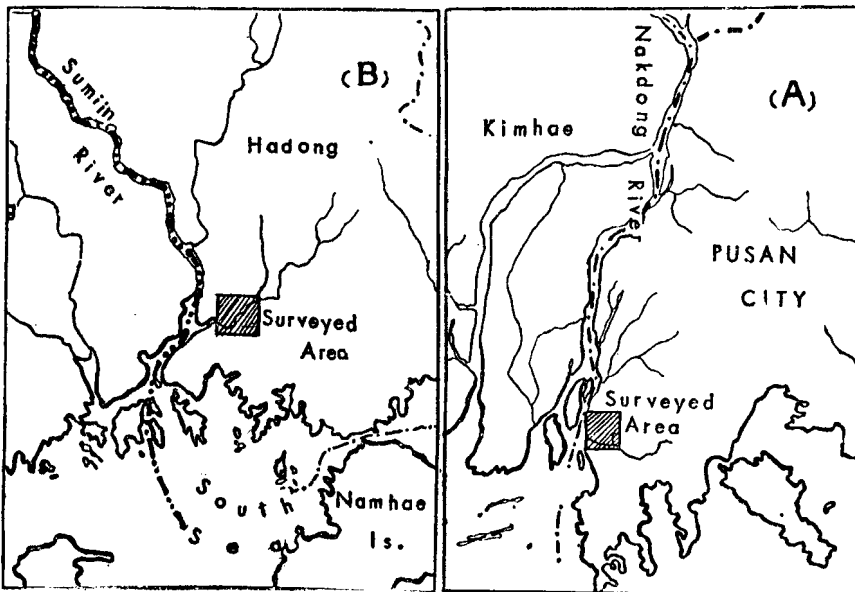 (B)
Sumjin
River
Hadong
Surveyed
Area
South
Sea
Namhae
Is.
(A)
Nakdong
River
Kimhae
PUSAN
CITY
Surveyed
Area